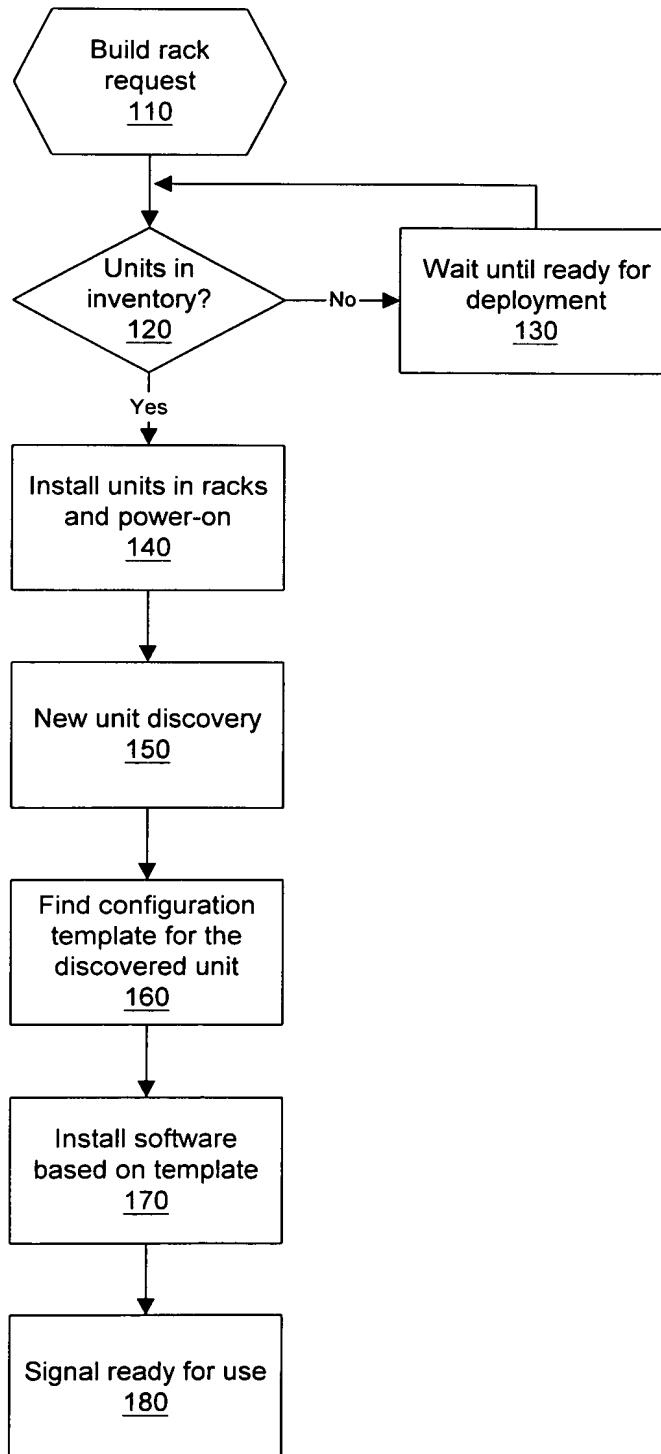 Build rack
request
110
Units in
inventory?
120
No
Wait until ready for
deployment
130
Yes
Install units in racks
and power-on
140
New unit discovery
150
Find configuration
template for the
discovered unit
160
Install software
based on template
170
Signal ready for use
180